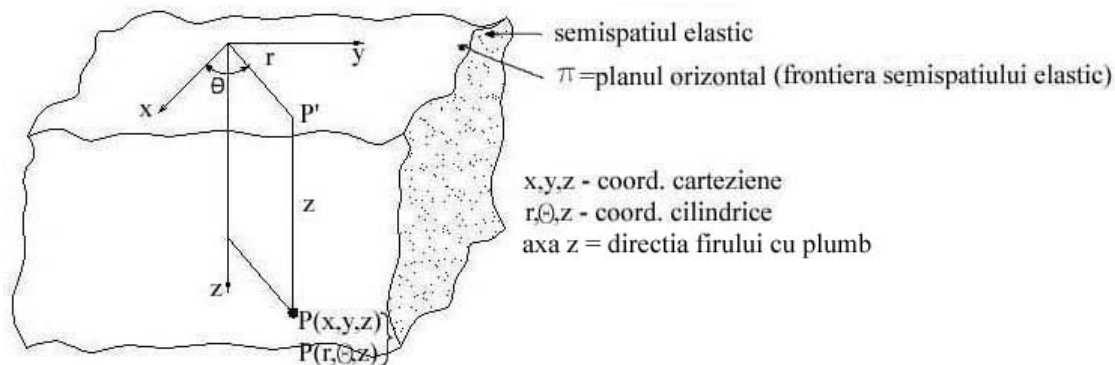 semispatiul elastic
π=planul orizontal (frontiera semispatiului elastic)
y
r
θ
x
P'
x,y,z - coord. carteziene
z
r,Θ,z - coord. cilindrice
axa z = directia firului cu plumb
z
P(x,y,z)
P(r,Θ,z)